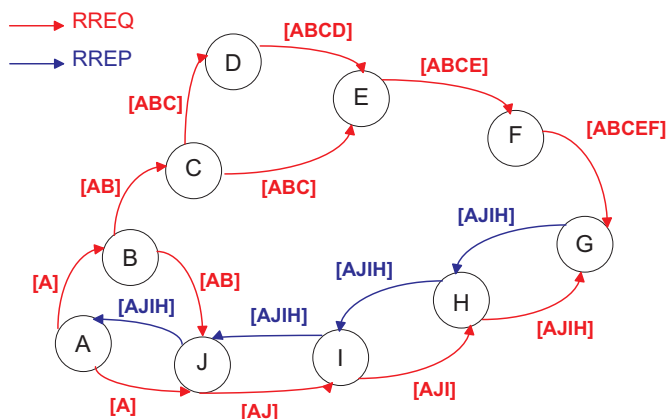 RREQ
RREP
D
[ABCD]
E
[ABCE]
F
[ABCEF]
[ABC]
C
[ABC]
[AB]
B
[AB]
[A]
A
[AJIH]
J
[AJIH]
I
[AJIH]
H
[AJIH]
G
[AJIH]
[AJI]
[AJ]
[A]